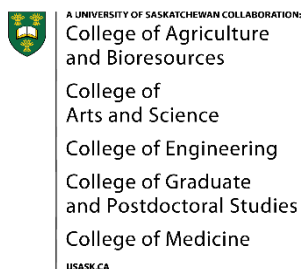 A UNIVERSITY OF SASKATCHEWAN COLLABORATION:
College of Agriculture
and Bioresources
College of
Arts and Science
College of Engineering
College of Graduate
and Postdoctoral Studies
College of Medicine
USASK.CA